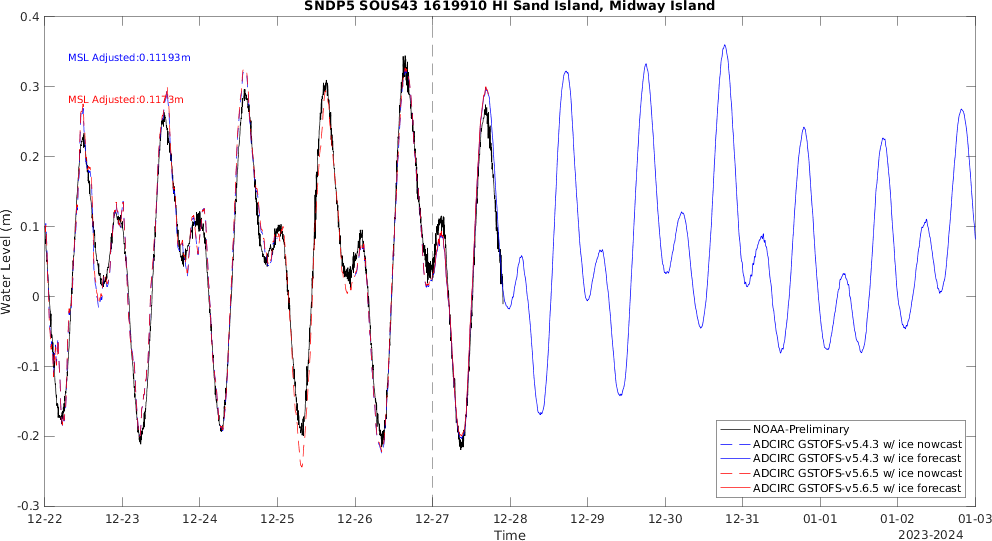 SNDP5 SOUS43 1619910 HI Sand Island, Midway Island
0.4
0.3
0.2
0.1
0
-0.1
-0.2
-0.3
Water Level (m)
MSL Adjusted:0.11193m
MSL Adjusted:0.1173m
NOAA-Preliminary
ADCIRC GSTOFS-v5.4.3 w/ ice nowcast
ADCIRC GSTOFS-v5.4.3 w/ ice forecast
ADCIRC GSTOFS-v5.6.5 w/ ice nowcast
ADCIRC GSTOFS-v5.6.5 w/ ice forecast
12-22 12-23 12-24 12-25 12-26 12-27 12-28 12-29 12-30 12-31 01-01 01-02 01-03
Time
2023-2024